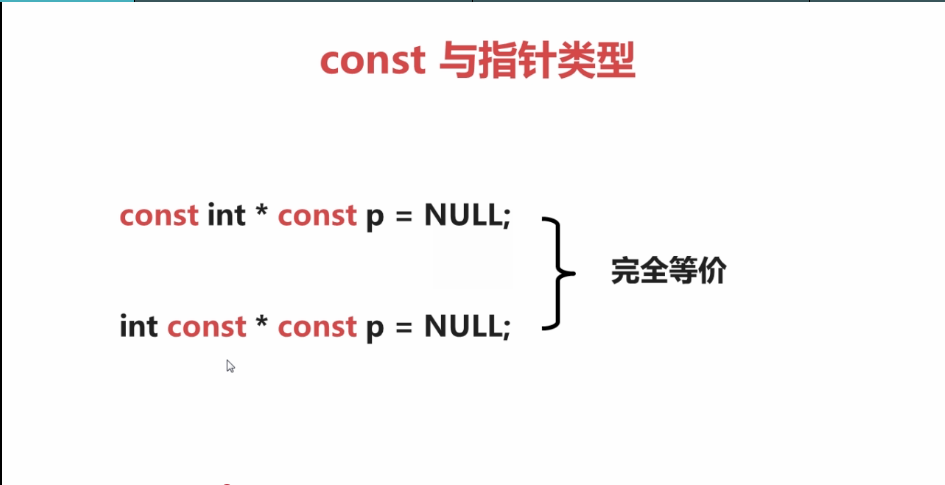 const 与指针类型
const int * const p = NULL;
完全等价
int const * const p = NULL;